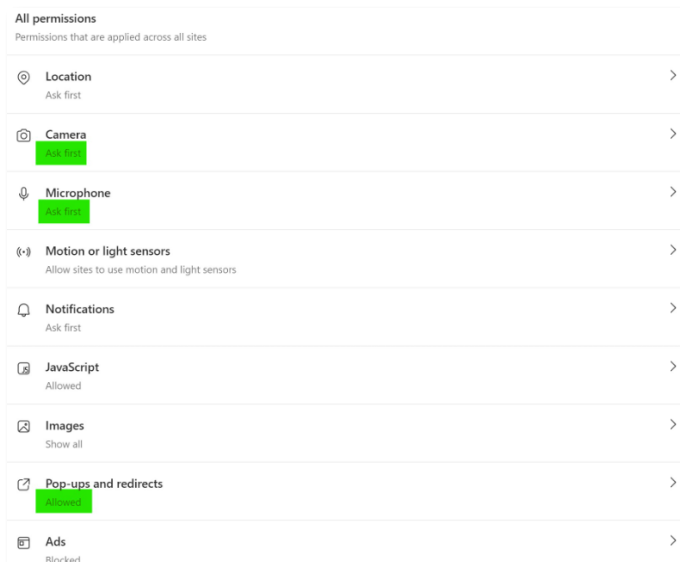 All permissions
Permissions that are applied across all sites
Location
Ask first
Camera
Ask first
Microphone
Ask first
Motion or light sensors
Allow sites to use motion and light sensors
Notifications
Ask first
JavaScript
Allowed
Images
Show all
Pop-ups and redirects
Allowed
Ads
Blocked